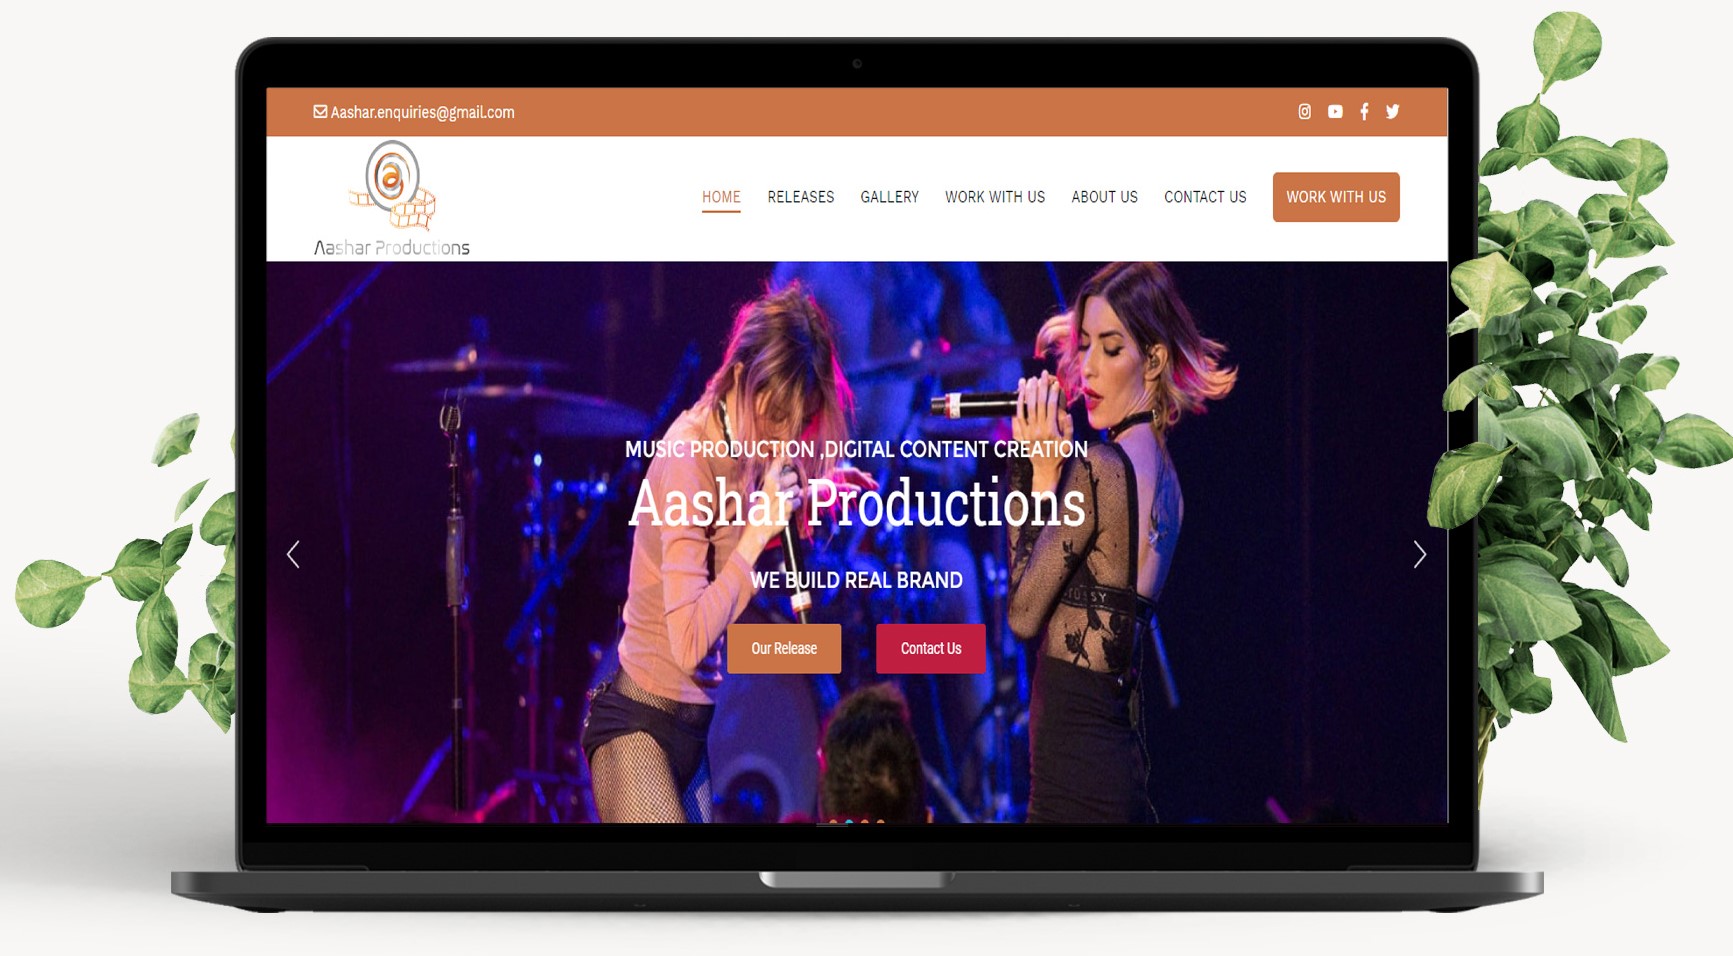 Aashar.enquiries@gmail.com
Aashar Productions
HOME RELEASES GALLERY WORK WITH US ABOUT US CONTACT US WORK WITH US
MUSIC PRODUCTION ,DIGITAL CONTENT CREATION
Aashar Productions
WE BUILD REAL BRAND
Our Release Contact Us